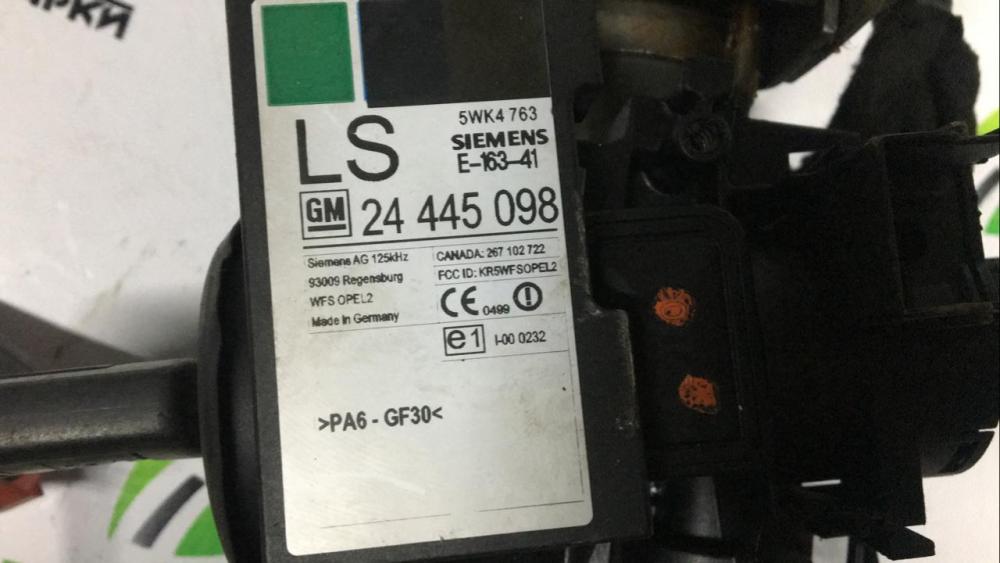 LS
5WK4 763
SIEMENS
E-163-41
GM 24 445 098
Siemens AG 125kHz
93009 Regensburg
WFS OPEL2
Made in Germany
CANADA: 267 102 722
FCC ID: KR5WFSOPEL2
CE 0499
e1 I-00 0232
>PA6 - GF30<